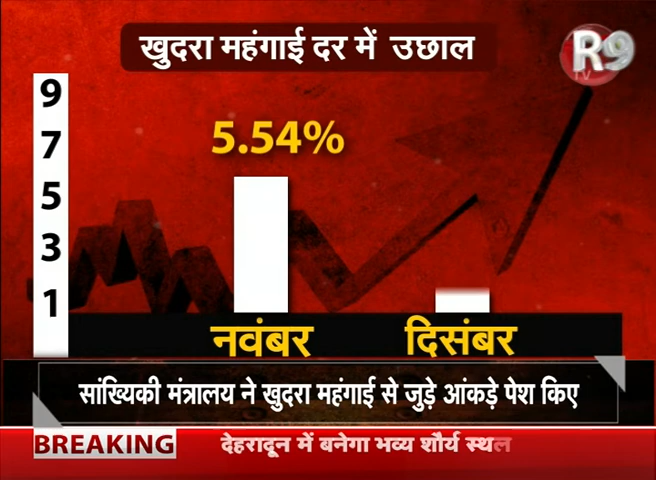 खुदरा महंगाई दर में उछाल
R9
TV
9
7
5
3
1
5.54%
नवंबर
दिसंबर
सांख्यिकी मंत्रालय ने खुदरा महंगाई से जुड़े आंकड़े पेश किए
BREAKING
देहरादून में बनेगा भव्य शौर्य स्थल